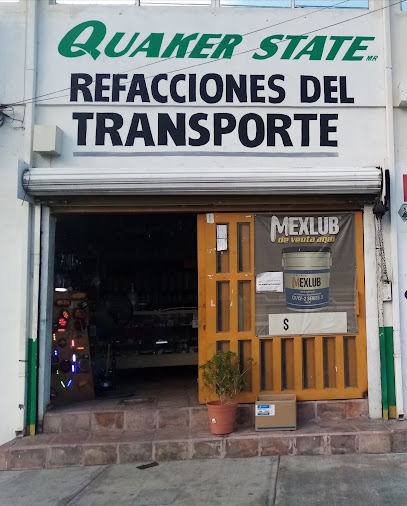 QUAKER STATE MR
REFACCIONES DEL
TRANSPORTE
MEXLUB
de venta aquí
MEXLUB
$